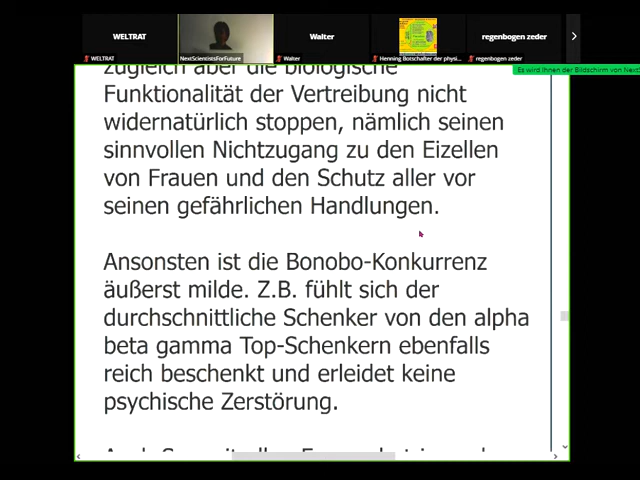 WELTRAT
Walter
regenbogen zeder
WELTRAT
NextScientistsForFuture
Walter
Henning Botschafter der physi...
regenbogen zeder
Es wird Ihnen der Bildschirm von Next
zugleich aber die biologische
Funktionalität der Vertreibung nicht
widernatürlich stoppen, nämlich seinen
sinnvollen Nichtzugang zu den Eizellen
von Frauen und den Schutz aller vor
seinen gefährlichen Handlungen.
Ansonsten ist die Bonobo-Konkurrenz
äußerst milde. Z.B. fühlt sich der
durchschnittliche Schenker von den alpha
beta gamma Top-Schenkern ebenfalls
reich beschenkt und erleidet keine
psychische Zerstörung.